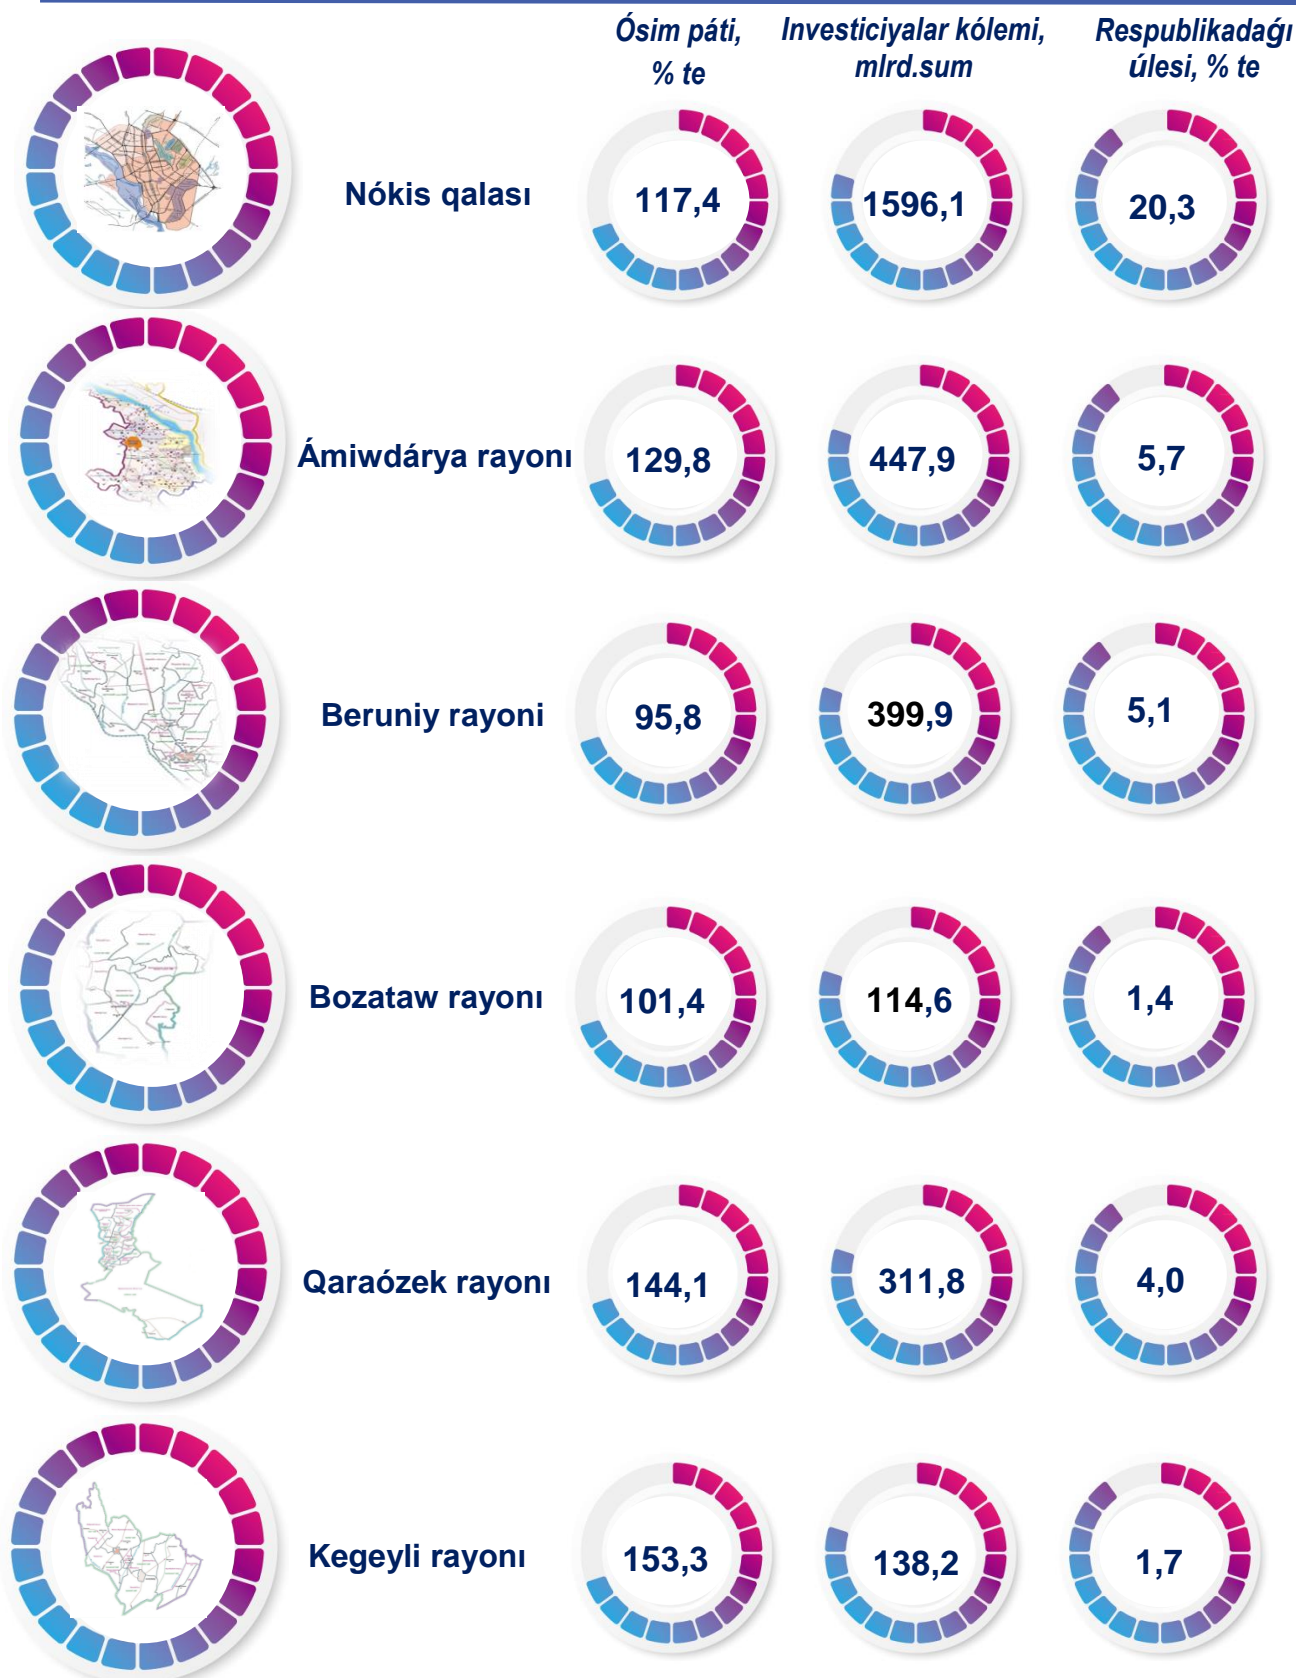 Ósim páti,
% te
Investiciyalar kólemi,
mlrd.sum
Respublikadaǵı
úlesi, % te
Nókis qalası
117,4
1596,1
20,3
Ámiwdárya rayonı
129,8
447,9
5,7
Beruniy rayoni
95,8
399,9
5,1
Bozataw rayonı
101,4
114,6
1,4
Qaraózek rayonı
144,1
311,8
4,0
Kegeyli rayonı
153,3
138,2
1,7